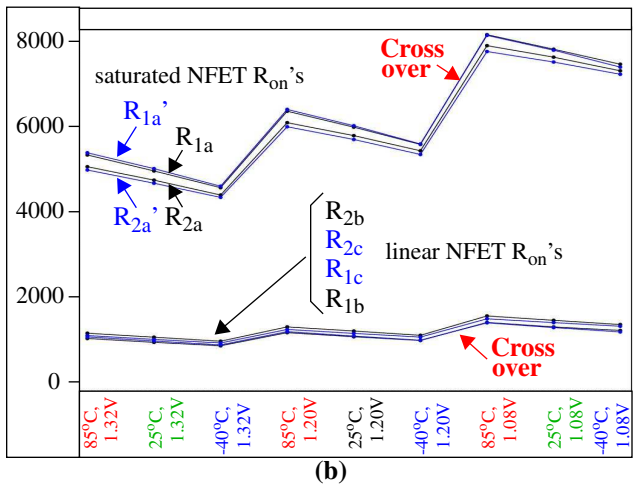 8000
6000
4000
2000
0
saturated NFET Ron's
Cross
over
R1a'
R1a
R2a'
R2a
R2b
R2c
R1c
R1b
linear NFET Ron's
Cross
over
85°C,
1.32V
25°C,
1.32V
-40°C,
1.32V
85°C,
1.20V
25°C,
1.20V
-40°C,
1.20V
85°C,
1.08V
25°C,
1.08V
-40°C,
1.08V
(b)